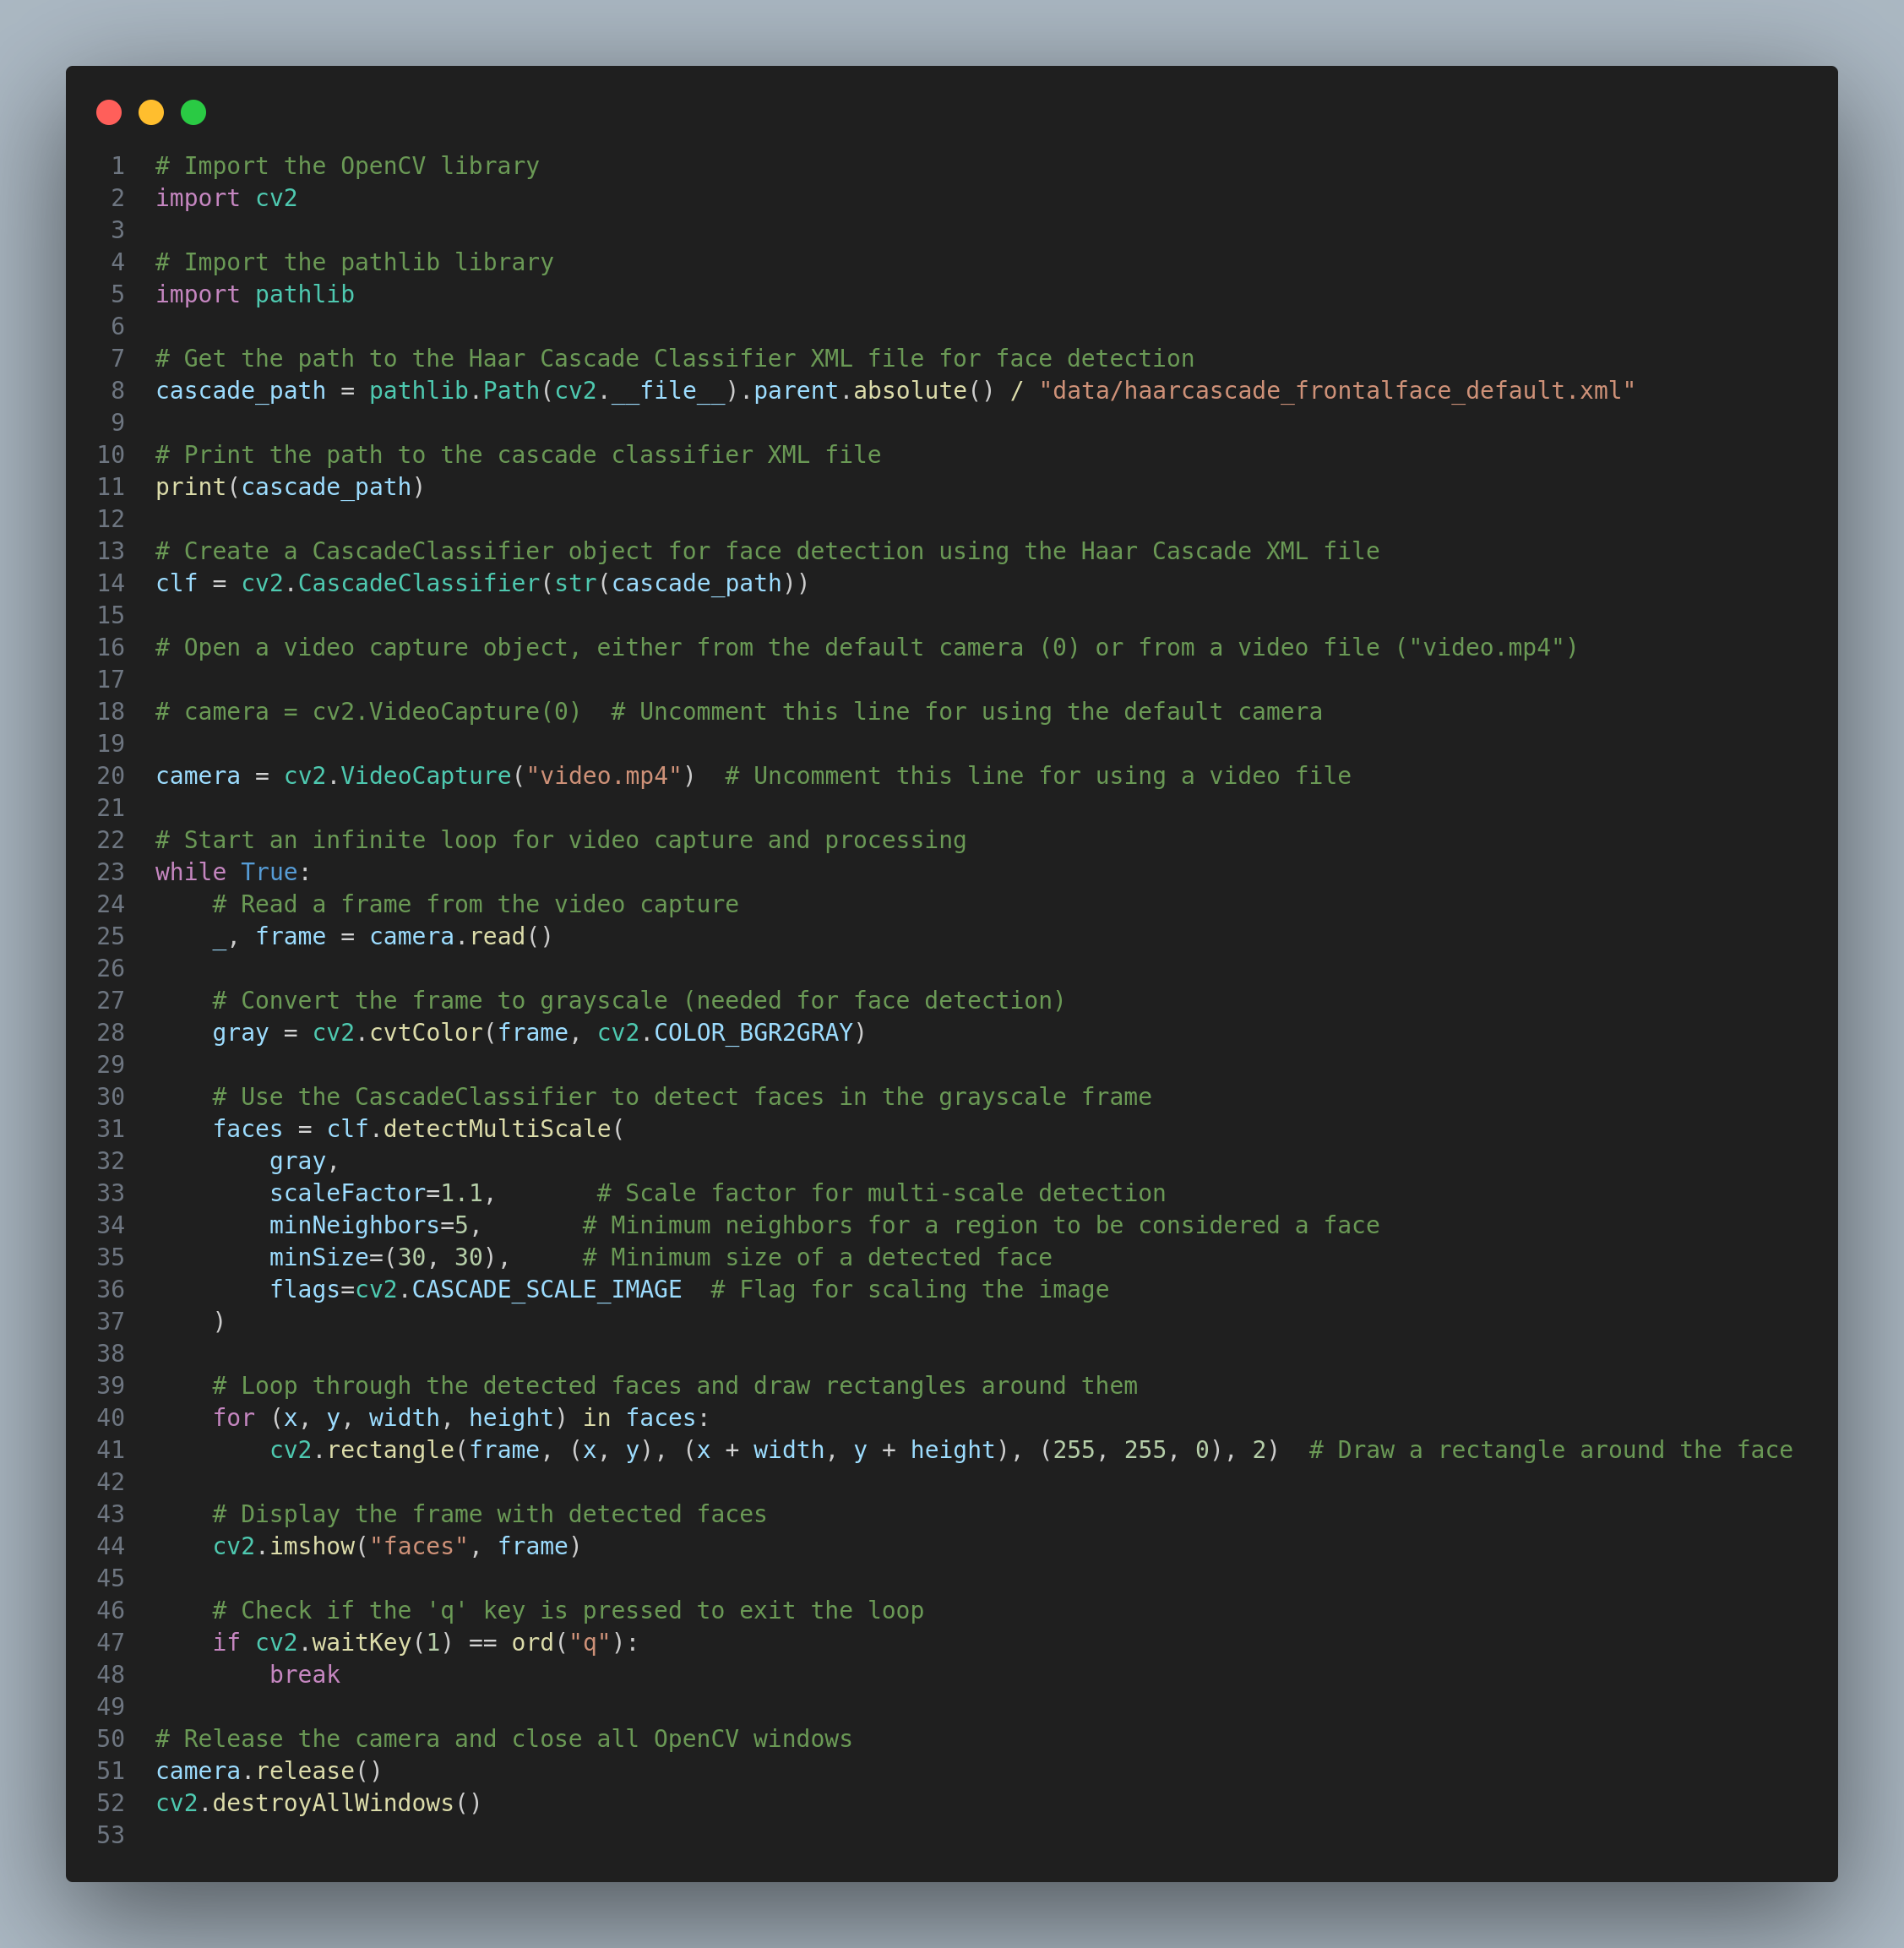 1 # Import the OpenCV library
2 import cv2
3
4 # Import the pathlib library
5 import pathlib
6
7 # Get the path to the Haar Cascade Classifier XML file for face detection
8 cascade_path = pathlib.Path(cv2.__file__).parent.absolute() / "data/haarcascade_frontalface_default.xml"
9
10 # Print the path to the cascade classifier XML file
11 print(cascade_path)
12
13 # Create a CascadeClassifier object for face detection using the Haar Cascade XML file
14 clf = cv2.CascadeClassifier(str(cascade_path))
15
16 # Open a video capture object, either from the default camera (0) or from a video file ("video.mp4")
17
18 # camera = cv2.VideoCapture(0)  # Uncomment this line for using the default camera
19
20 camera = cv2.VideoCapture("video.mp4")  # Uncomment this line for using a video file
21
22 # Start an infinite loop for video capture and processing
23 while True:
24     # Read a frame from the video capture
25     _, frame = camera.read()
26
27     # Convert the frame to grayscale (needed for face detection)
28     gray = cv2.cvtColor(frame, cv2.COLOR_BGR2GRAY)
29
30     # Use the CascadeClassifier to detect faces in the grayscale frame
31     faces = clf.detectMultiScale(
32         gray,
33         scaleFactor=1.1,       # Scale factor for multi-scale detection
34         minNeighbors=5,       # Minimum neighbors for a region to be considered a face
35         minSize=(30, 30),     # Minimum size of a detected face
36         flags=cv2.CASCADE_SCALE_IMAGE  # Flag for scaling the image
37     )
38
39     # Loop through the detected faces and draw rectangles around them
40     for (x, y, width, height) in faces:
41         cv2.rectangle(frame, (x, y), (x + width, y + height), (255, 255, 0), 2)  # Draw a rectangle around the face
42
43     # Display the frame with detected faces
44     cv2.imshow("faces", frame)
45
46     # Check if the 'q' key is pressed to exit the loop
47     if cv2.waitKey(1) == ord("q"):
48         break
49
50 # Release the camera and close all OpenCV windows
51 camera.release()
52 cv2.destroyAllWindows()
53